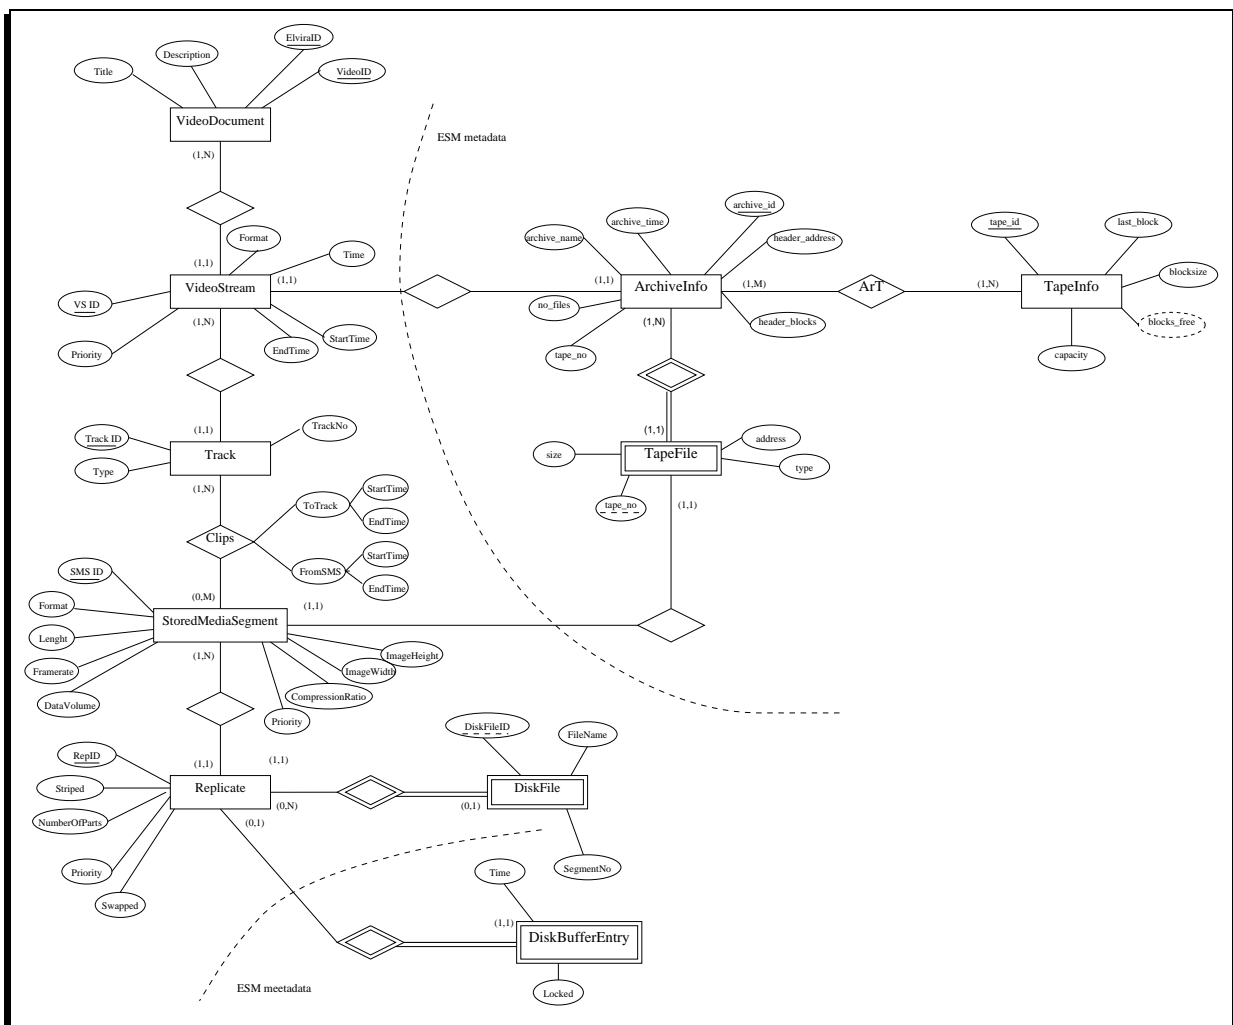 ElviraID
Description
Title
VideoID
VideoDocument
ESM metadata
(1,N)
archive_id
archive_time
tape_id
last_block
archive_name
header_address
Format
Time
(1,1)
(1,1)
(1,1)
(1,M)
(1,N)
blocksize
VideoStream
ArchiveInfo
ArT
TapeInfo
VS ID
no_files
(1,N)
(1,N)
header_blocks
blocks_free
StartTime
EndTime
Priority
tape_no
capacity
(1,1)
(1,1)
TrackNo
Track ID
address
Track
size
TapeFile
type
Type
(1,N)
StartTime
ToTrack
tape_no
(1,1)
EndTime
Clips
StartTime
SMS ID
FromSMS
EndTime
(0,M)
(1,1)
Format
StoredMediaSegment
Lenght
(1,N)
ImageHeight
Framerate
ImageWidth
DataVolume
CompressionRatio
Priority
DiskFileID
FileName
RepID
(1,1)
(1,1)
Striped
Replicate
DiskFile
(0,N)
(0,1)
NumberOfParts
(0,1)
Priority
SegmentNo
Time
Swapped
(1,1)
DiskBufferEntry
ESM meetadata
Locked